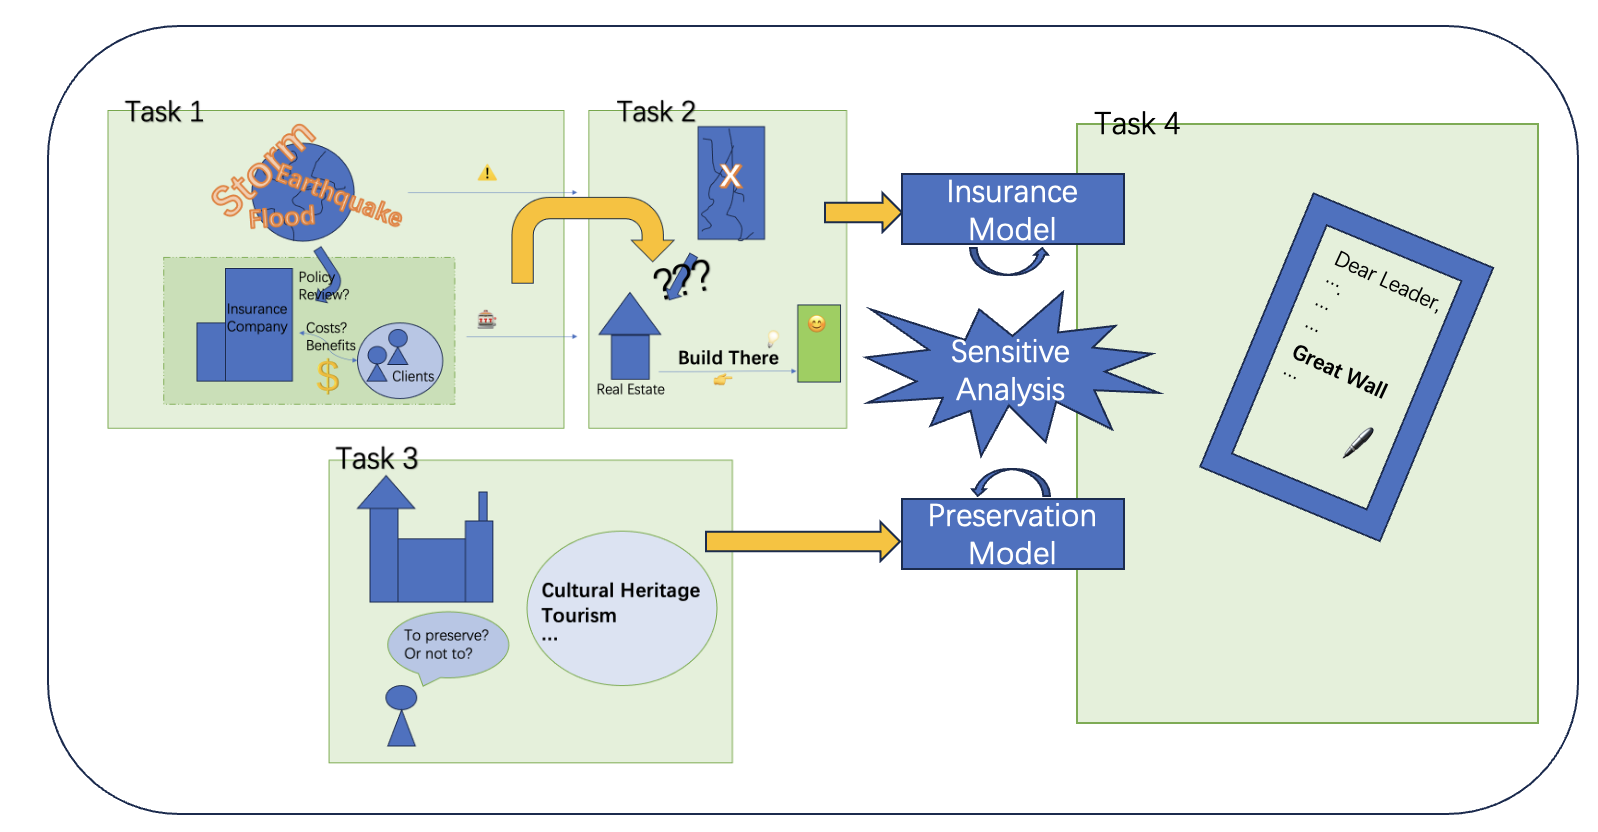 Task 1
Storm
Earthquake
Flood
Policy
Review?
Insurance
Company
Costs?
Benefits
$
Clients
Task 2
X
???
Build There
Real Estate
Task 3
To preserve?
Or not to?
Cultural Heritage
Tourism
...
Insurance
Model
Sensitive
Analysis
Preservation
Model
Task 4
Dear Leader,
...
...
...
Great Wall
...